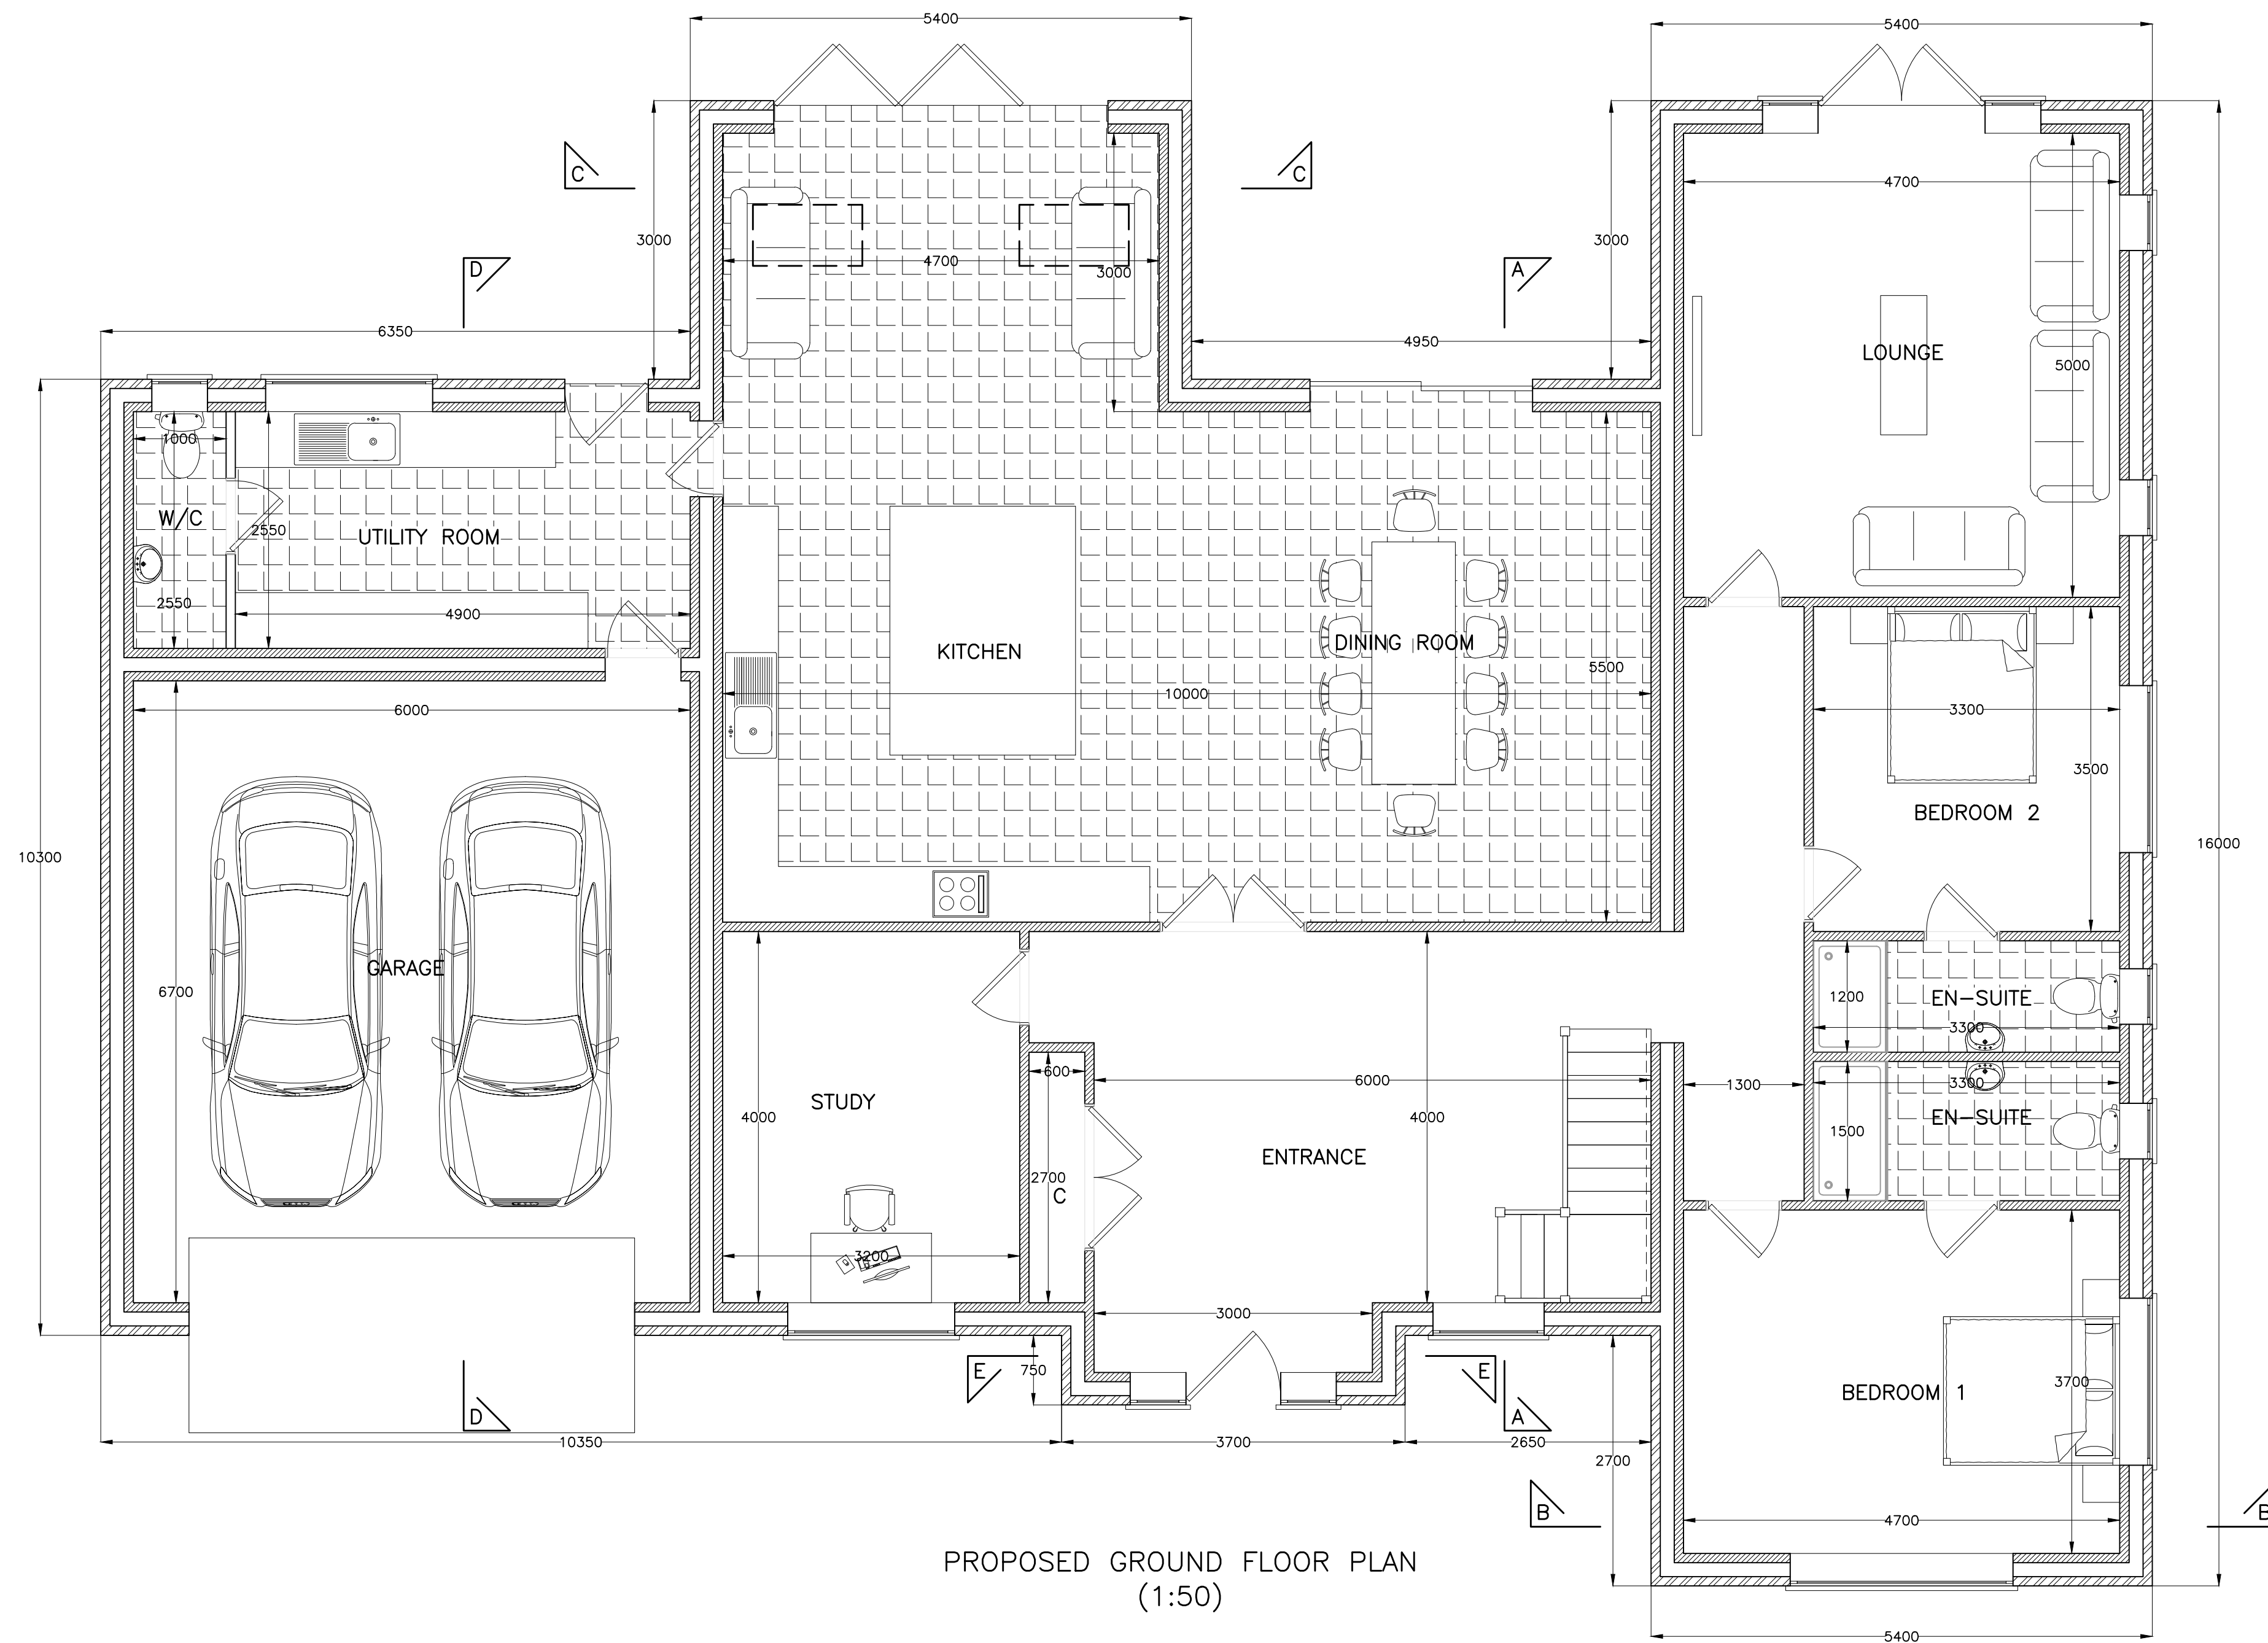 5400
5400
C
C
4700
3000
3000
D
A
4700
3000
6350
4950
LOUNGE
5000
1000
W/C
2550
UTILITY ROOM
2550
4900
KITCHEN
DINING ROOM
5500
10000
6000
3300
3500
BEDROOM 2
10300
16000
GARAGE
6700
1200
EN-SUITE
3300
600
6000
1300
3300
STUDY
4000
4000
EN-SUITE
1500
ENTRANCE
2700
C
3200
3000
750
E
E
BEDROOM 1
3700
D
A
10350
3700
2650
2700
B
B
4700
PROPOSED GROUND FLOOR PLAN
(1:50)
5400